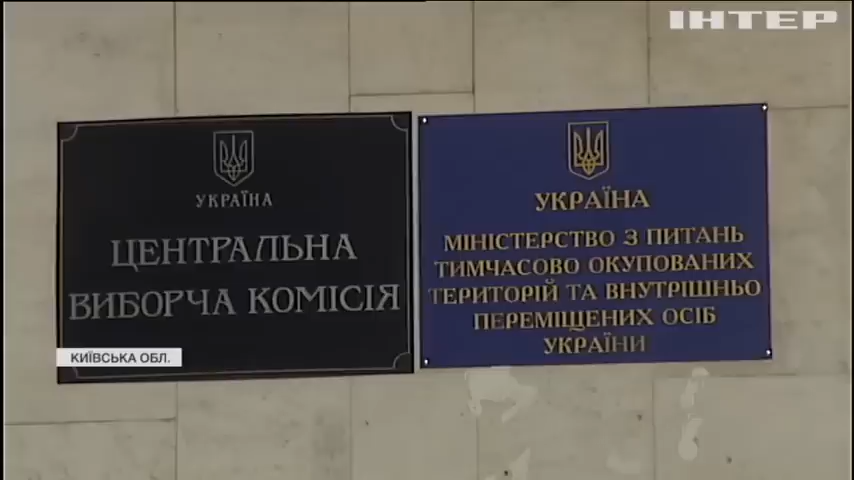 ІНТЕР
УКРАЇНА
ЦЕНТРАЛЬНА
ВИБОРЧА КОМІСІЯ
КИЇВСЬКА ОБЛ.
УКРАЇНА
МІНІСТЕРСТВО З ПИТАНЬ
ТИМЧАСОВО ОКУПОВАНИХ
ТЕРИТОРІЙ ТА ВНУТРІШНЬО
ПЕРЕМІЩЕНИХ ОСІБ
УКРАЇНИ